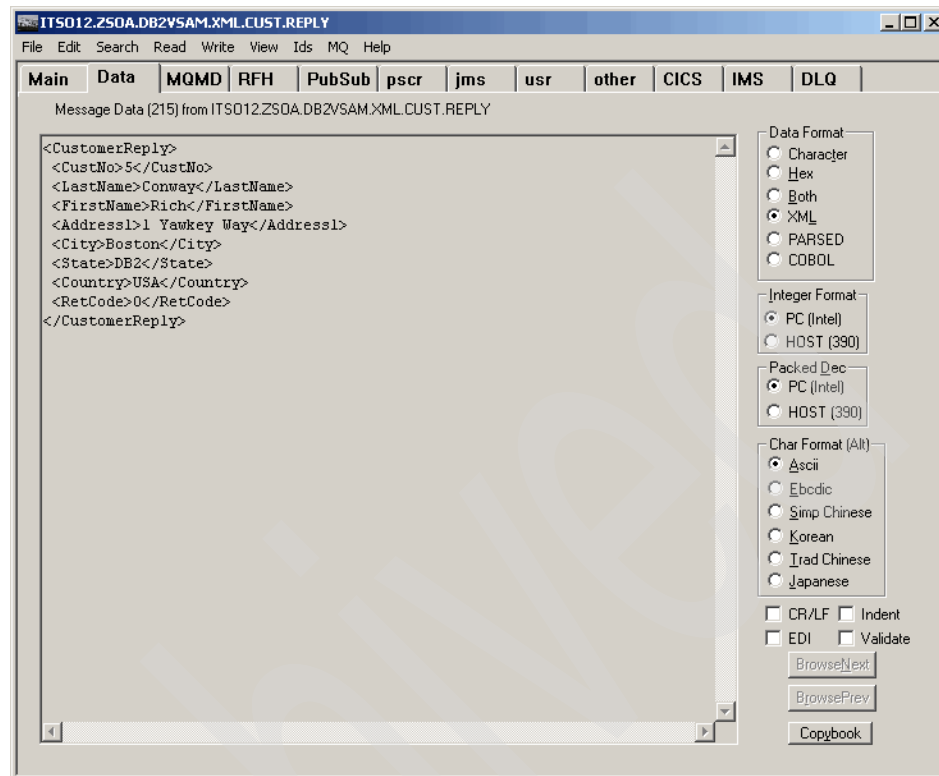 ITSO12.ZSOA.DB2VSAM.XML.CUST.REPLY
File Edit Search Read Write View Ids MQ Help
Main Data MQMD RFH PubSub pscr jms usr other CICS IMS DLQ
Message Data (215) from ITSO12.ZSOA.DB2VSAM.XML.CUST.REPLY
<CustomerReply>
<CustNo>5</CustNo>
<LastName>Conway</LastName>
<FirstName>Rich</FirstName>
<Address1>1 Yawkey Way</Address1>
<City>Boston</City>
<State>DB2</State>
<Country>USA</Country>
<RetCode>0</RetCode>
</CustomerReply>
Data Format
Character
Hex
Both
XML
PARSED
COBOL
Integer Format
PC (Intel)
HOST (390)
Packed Dec
PC (Intel)
HOST (390)
Char Format (Alt)
Ascii
Ebcdic
Simp Chinese
Korean
Trad Chinese
Japanese
CR/LF Indent
EDI Validate
BrowseNext
BrowsePrev
Copybook